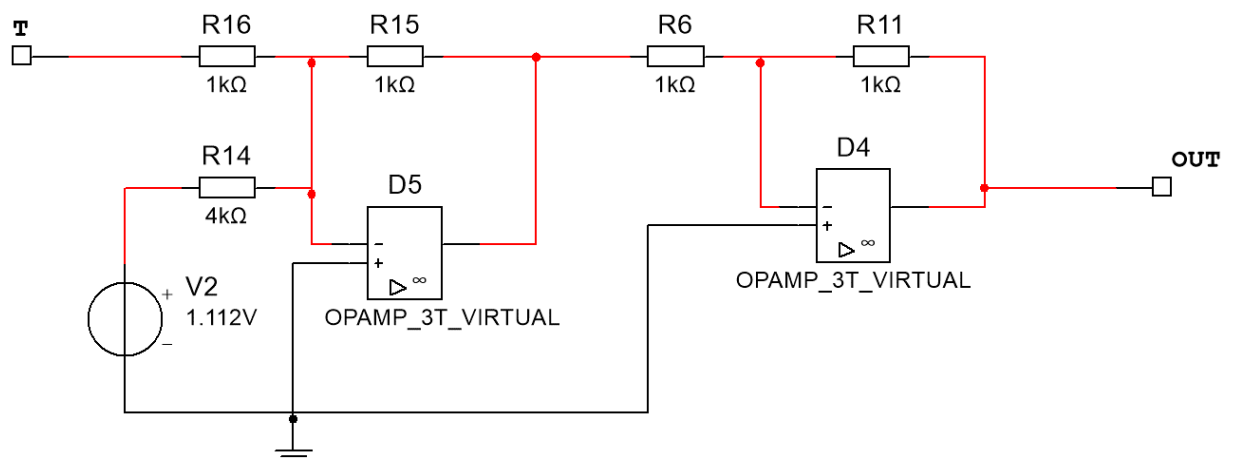 T
R16
R15
R6
R11
1kΩ
1kΩ
1kΩ
1kΩ
R14
D4
OUT
4kΩ
D5
−
+
∞
−
+
∞
V2
+
1.112V
−
OPAMP_3T_VIRTUAL
OPAMP_3T_VIRTUAL